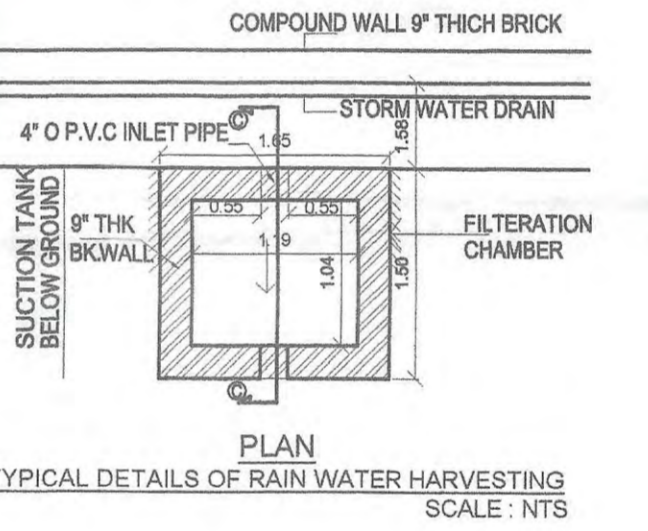 COMPOUND WALL 9" THICH BRICK
STORM WATER DRAIN
4" O P.V.C INLET PIPE
C
1.65
1.58
SUCTION TANK
BELOW GROUND
9" THK
BK.WALL
0.55
0.55
1.19
1.04
1.50
FILTERATION
CHAMBER
C
PLAN
TYPICAL DETAILS OF RAIN WATER HARVESTING
SCALE : NTS